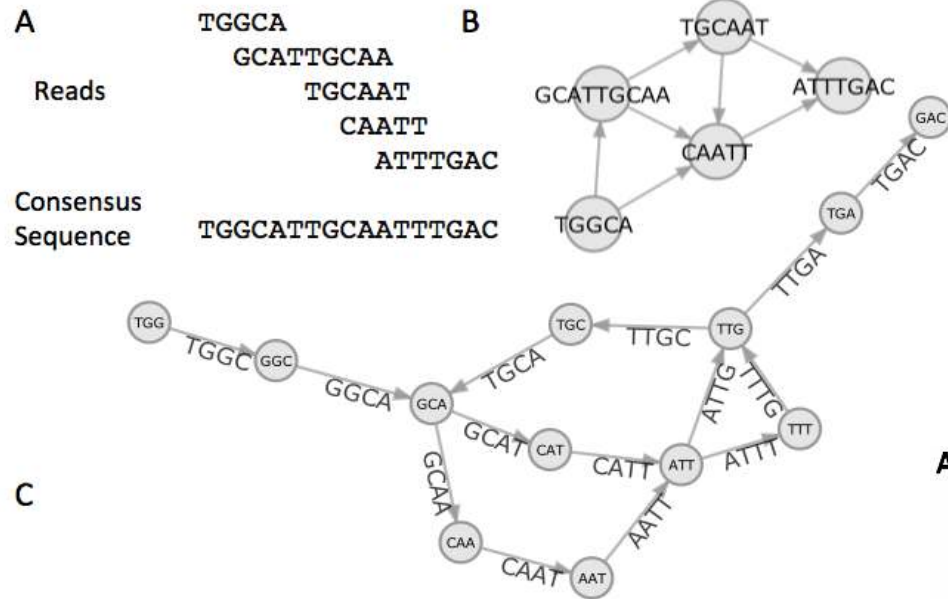 A
TGGCA
GCATTGCAA
Reads
TGCAAT
CAATT
ATTTGAC
Consensus
Sequence
TGGCATTGCAATTTGAC
B
TGCAAT
GCATTGCAA
ATTTGAC
CAATT
TGGCA
C
GAC
TGAC
TGA
TTGA
TGG
TGGC
GGC
GGCA
GCA
TGCA
TGC
TTGC
TTG
ATTG
TTTG
TTT
GCAT
CAT
CATT
ATT
ATTT
GCAA
CAA
CAAT
AAT
AATT
A